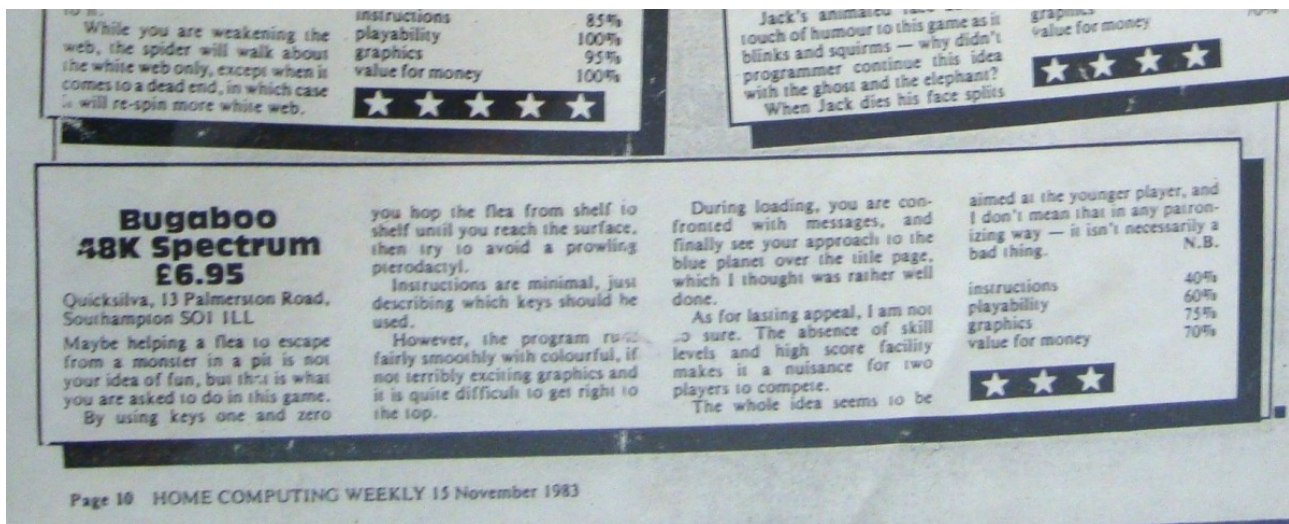 While you are weakening the
web, the spider will walk about
the white web only, except when it
comes to a dead end, in which case
will re-spin more white web.
instructions 85%
playability 100%
graphics 95%
value for money 100%
Jack's animated
touch of humour to this game as it
blinks and squirms — why didn't
programmer continue this idea
with the ghost and the elephant?
When Jack dies his face splits
graphics 70%
value for money
Bugaboo
48K Spectrum
£6.95
Quicksilva, 13 Palmerston Road,
Southampton SO1 1LL
Maybe helping a flea to escape
from a monster in a pit is not
your idea of fun, but that is what
you are asked to do in this game.
By using keys one and zero
you hop the flea from shelf to
shelf until you reach the surface,
then try to avoid a prowling
pterodactyl.
Instructions are minimal, just
describing which keys should be
used.
However, the program runs
fairly smoothly with colourful, if
not terribly exciting graphics and
it is quite difficult to get right to
the top.
During loading, you are con-
fronted with messages, and
finally see your approach to the
blue planet over the title page,
which I thought was rather well
done.
As for lasting appeal, I am not
so sure. The absence of skill
levels and high score facility
makes it a nuisance for two
players to compete.
The whole idea seems to be
aimed at the younger player, and
I don't mean that in any patron-
izing way — it isn't necessarily a
bad thing. N.B.
instructions 40%
playability 60%
graphics 75%
value for money 70%
Page 10 HOME COMPUTING WEEKLY 15 November 1983